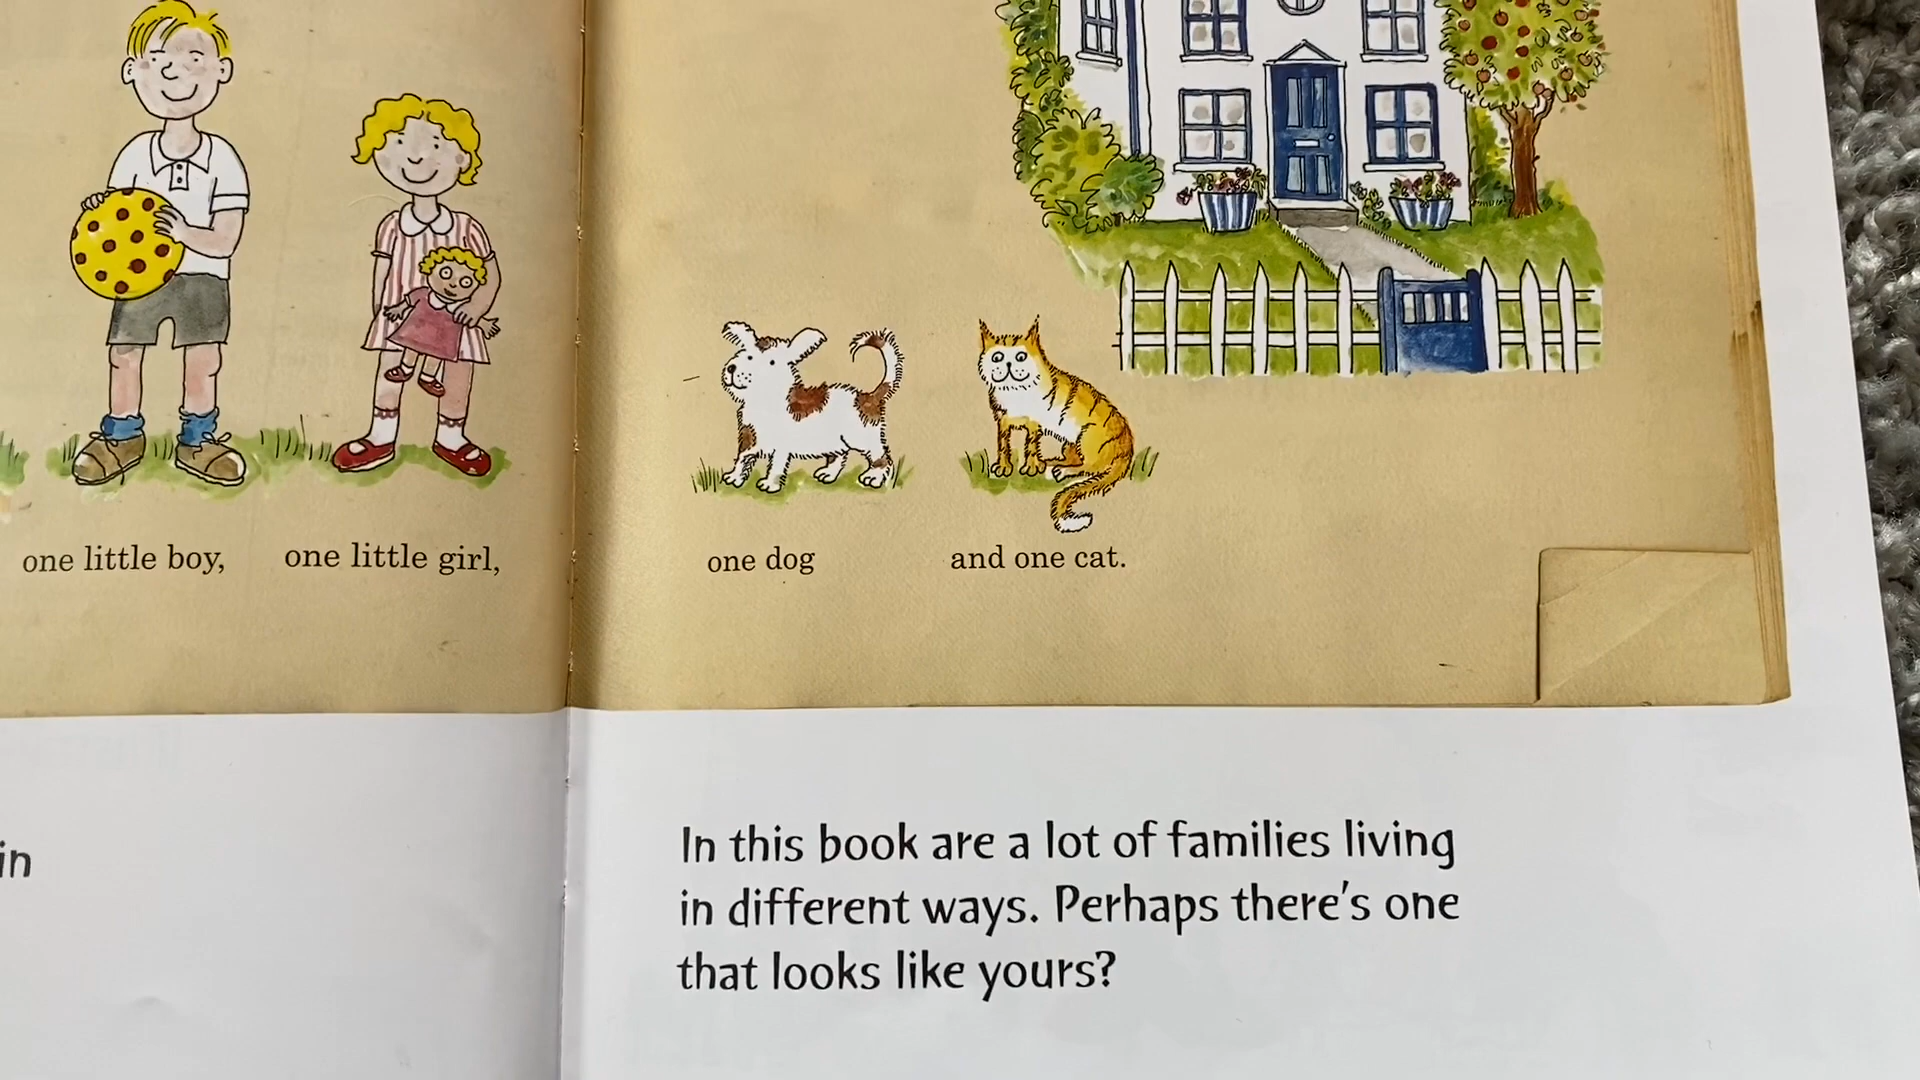 one little boy, one little girl,
one dog and one cat.
in
In this book are a lot of families living
in different ways. Perhaps there's one
that looks like yours?